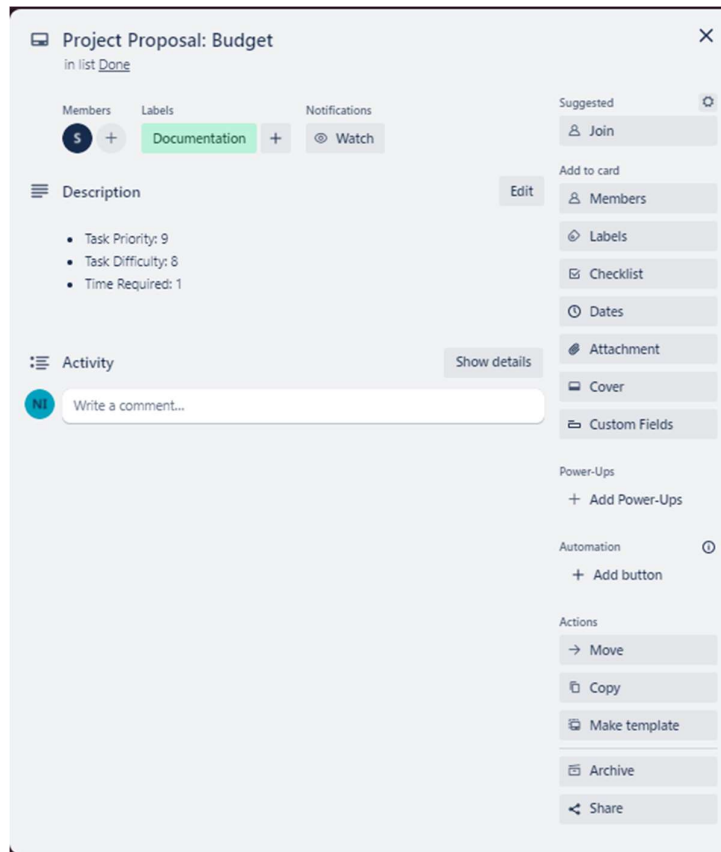 Project Proposal: Budget
in list Done
Members
Labels
Notifications
S
+
Documentation
+
Watch
Description
Edit
Task Priority: 9
Task Difficulty: 8
Time Required: 1
Activity
Show details
NI
Write a comment...
Suggested
Join
Add to card
Members
Labels
Checklist
Dates
Attachment
Cover
Custom Fields
Power-Ups
+ Add Power-Ups
Automation
+ Add button
Actions
Move
Copy
Make template
Archive
Share